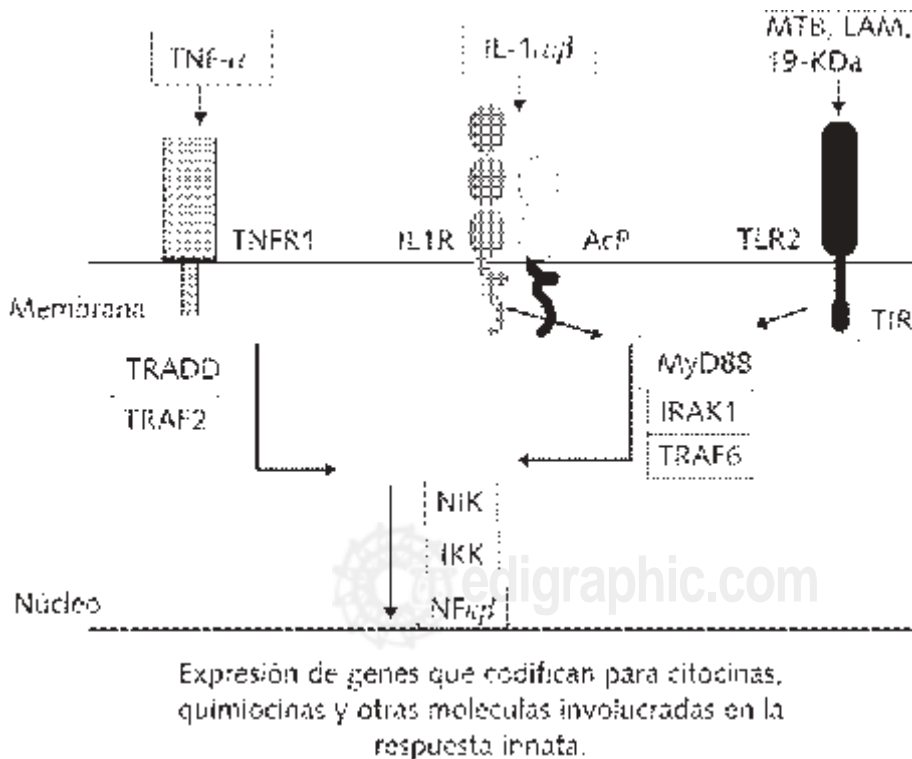 TNF-α
IL-1α/β
MTB, LAM,
19-KDa
TNFR1
IL1R
AcP
TLR2
Membrana
TIR
TRADD
TRAF2
MyD88
IRAK1
TRAF6
NIK
IKK
NFκβ
edigraphic.com
Núcleo
Expresión de genes que codifican para citocinas,
quimiocinas y otras moleculas involucradas en la
respuesta innata.